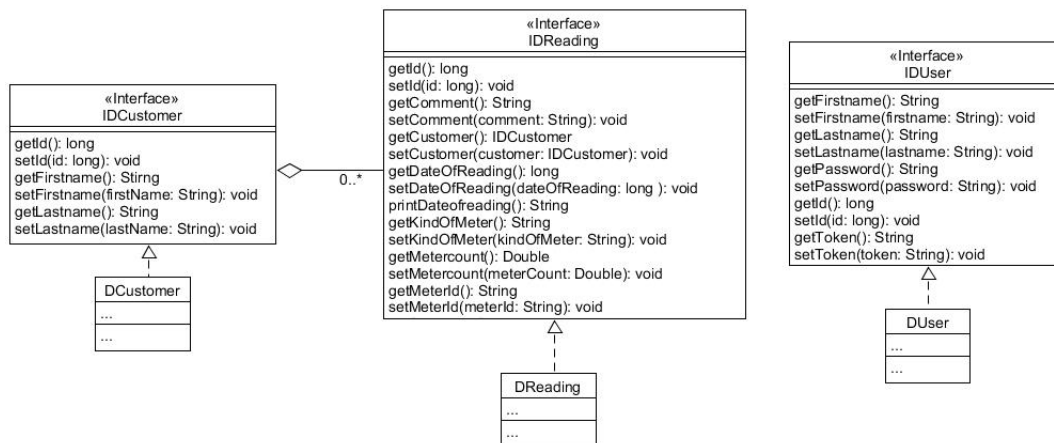 «Interface»
IDCustomer
getId(): long
setId(id: long): void
getFirstname(): Stirng
setFirstname(firstName: String): void
getLastname(): String
setLastname(lastName: String): void
DCustomer
...
...
0..*
«Interface»
IDReading
getId(): long
setId(id: long): void
getComment(): String
setComment(comment: String): void
getCustomer(): IDCustomer
setCustomer(customer: IDCustomer): void
getDateOfReading(): long
setDateOfReading(dateOfReading: long ): void
printDateofreading(): String
getKindOfMeter(): String
setKindOfMeter(kindOfMeter: String): void
getMetercount(): Double
setMetercount(meterCount: Double): void
getMeterId(): String
setMeterId(meterId: String): void
DReading
...
...
«Interface»
IDUser
getFirstname(): String
setFirstname(firstname: String): void
getLastname(): String
setLastname(lastname: String): void
getPassword(): String
setPassword(password: String): void
getId(): long
setId(id: long): void
getToken(): String
setToken(token: String): void
DUser
...
...